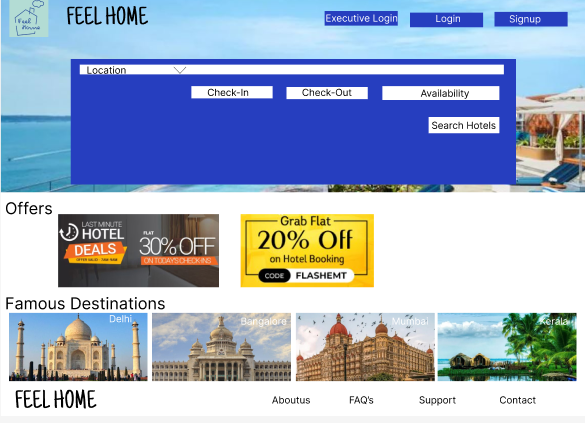 Feel
Home
FEEL HOME
Executive Login
Login
Signup
Location
Check-In
Check-Out
Availability
Search Hotels
Offers
LAST MINUTE
HOTEL
DEALS
FLAT
30% OFF
ON TODAY'S CHECK-INS
Grab Flat
20% Off
on Hotel Booking
CODE FLASHEMT
Famous Destinations
Delhi
Bangalore
Mumbai
Kerala
FEEL HOME
Aboutus
FAQ's
Support
Contact